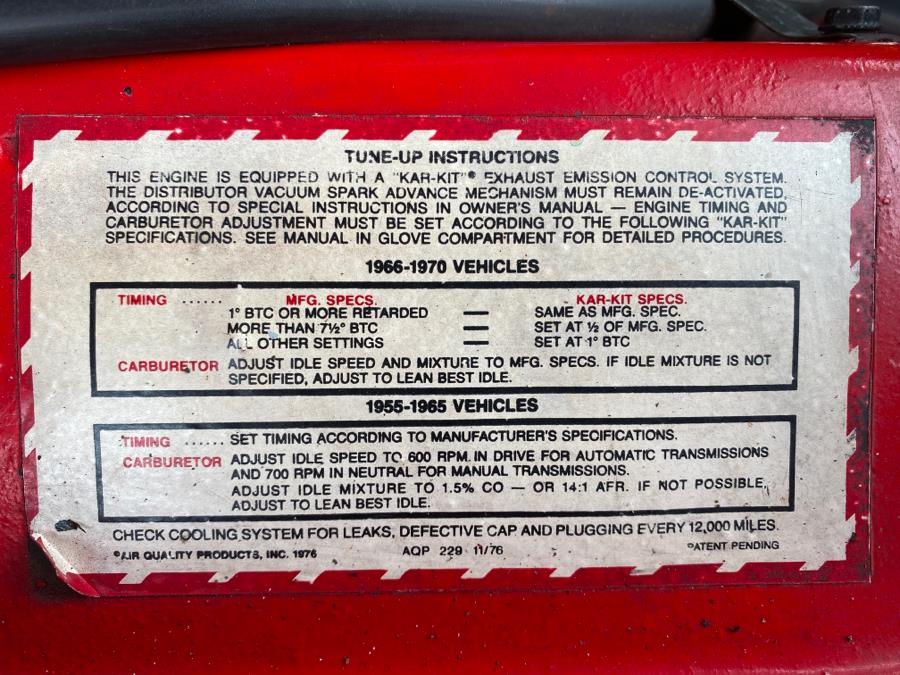 TUNE-UP INSTRUCTIONS
THIS ENGINE IS EQUIPPED WITH A "KAR-KIT"® EXHAUST EMISSION CONTROL SYSTEM.
THE DISTRIBUTOR VACUUM SPARK ADVANCE MECHANISM MUST REMAIN DE-ACTIVATED,
ACCORDING TO SPECIAL INSTRUCTIONS IN OWNER'S MANUAL — ENGINE TIMING AND
CARBURETOR ADJUSTMENT MUST BE SET ACCORDING TO THE FOLLOWING "KAR-KIT"
SPECIFICATIONS. SEE MANUAL IN GLOVE COMPARTMENT FOR DETAILED PROCEDURES.
1966-1970 VEHICLES
TIMING ...... MFG. SPECS. KAR-KIT SPECS.
1° BTC OR MORE RETARDED — SAME AS MFG. SPEC.
MORE THAN 7½° BTC — SET AT ½ OF MFG. SPEC.
ALL OTHER SETTINGS — SET AT 1° BTC
CARBURETOR ADJUST IDLE SPEED AND MIXTURE TO MFG. SPECS. IF IDLE MIXTURE IS NOT
SPECIFIED, ADJUST TO LEAN BEST IDLE.
1955-1965 VEHICLES
TIMING ...... SET TIMING ACCORDING TO MANUFACTURER'S SPECIFICATIONS.
CARBURETOR ADJUST IDLE SPEED TO 600 RPM IN DRIVE FOR AUTOMATIC TRANSMISSIONS
AND 700 RPM IN NEUTRAL FOR MANUAL TRANSMISSIONS.
ADJUST IDLE MIXTURE TO 1.5% CO — OR 14:1 AFR. IF NOT POSSIBLE,
ADJUST TO LEAN BEST IDLE.
CHECK COOLING SYSTEM FOR LEAKS, DEFECTIVE CAP AND PLUGGING EVERY 12,000 MILES.
©AIR QUALITY PRODUCTS, INC. 1976 AQP 229 11/76 PATENT PENDING